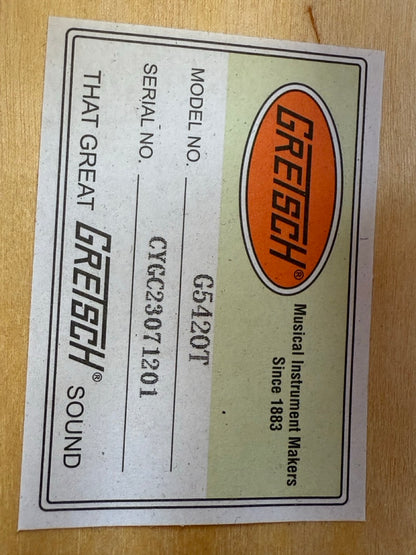 GRETSCH®
Musical Instrument Makers
Since 1883
MODEL NO. G5420T
SERIAL NO. CYGC23071201
THAT GREAT GRETSCH® SOUND